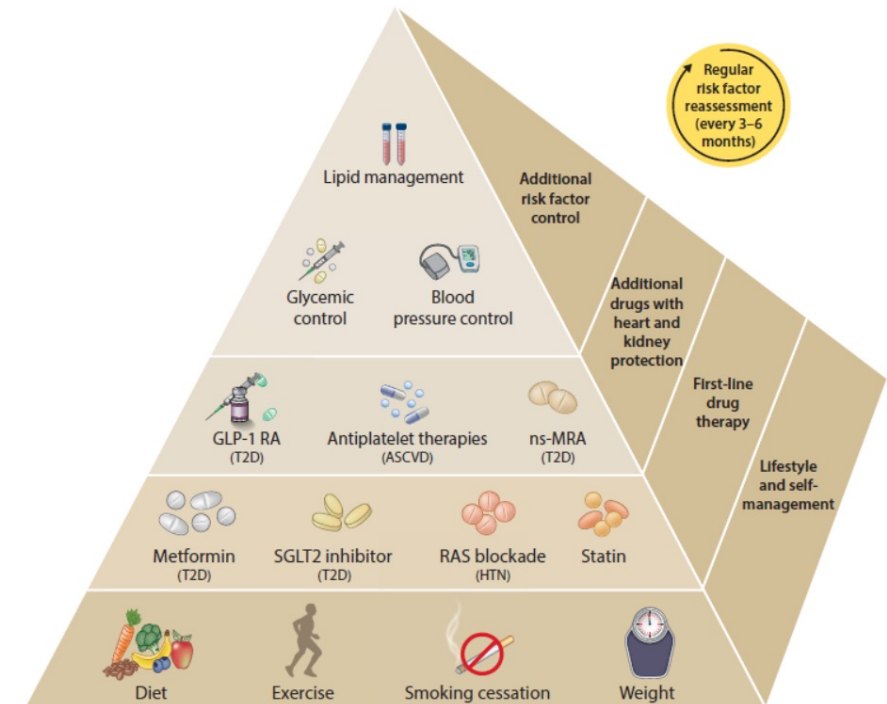 Regular
risk factor
reassessment
(every 3–6
months)
Lipid management
Additional
risk factor
control
Glycemic
control
Blood
pressure control
Additional
drugs with
heart and
kidney
protection
GLP-1 RA
(T2D)
Antiplatelet therapies
(ASCVD)
ns-MRA
(T2D)
First-line
drug
therapy
Metformin
(T2D)
SGLT2 inhibitor
(T2D)
RAS blockade
(HTN)
Statin
Lifestyle
and self-
management
Diet
Exercise
Smoking cessation
Weight